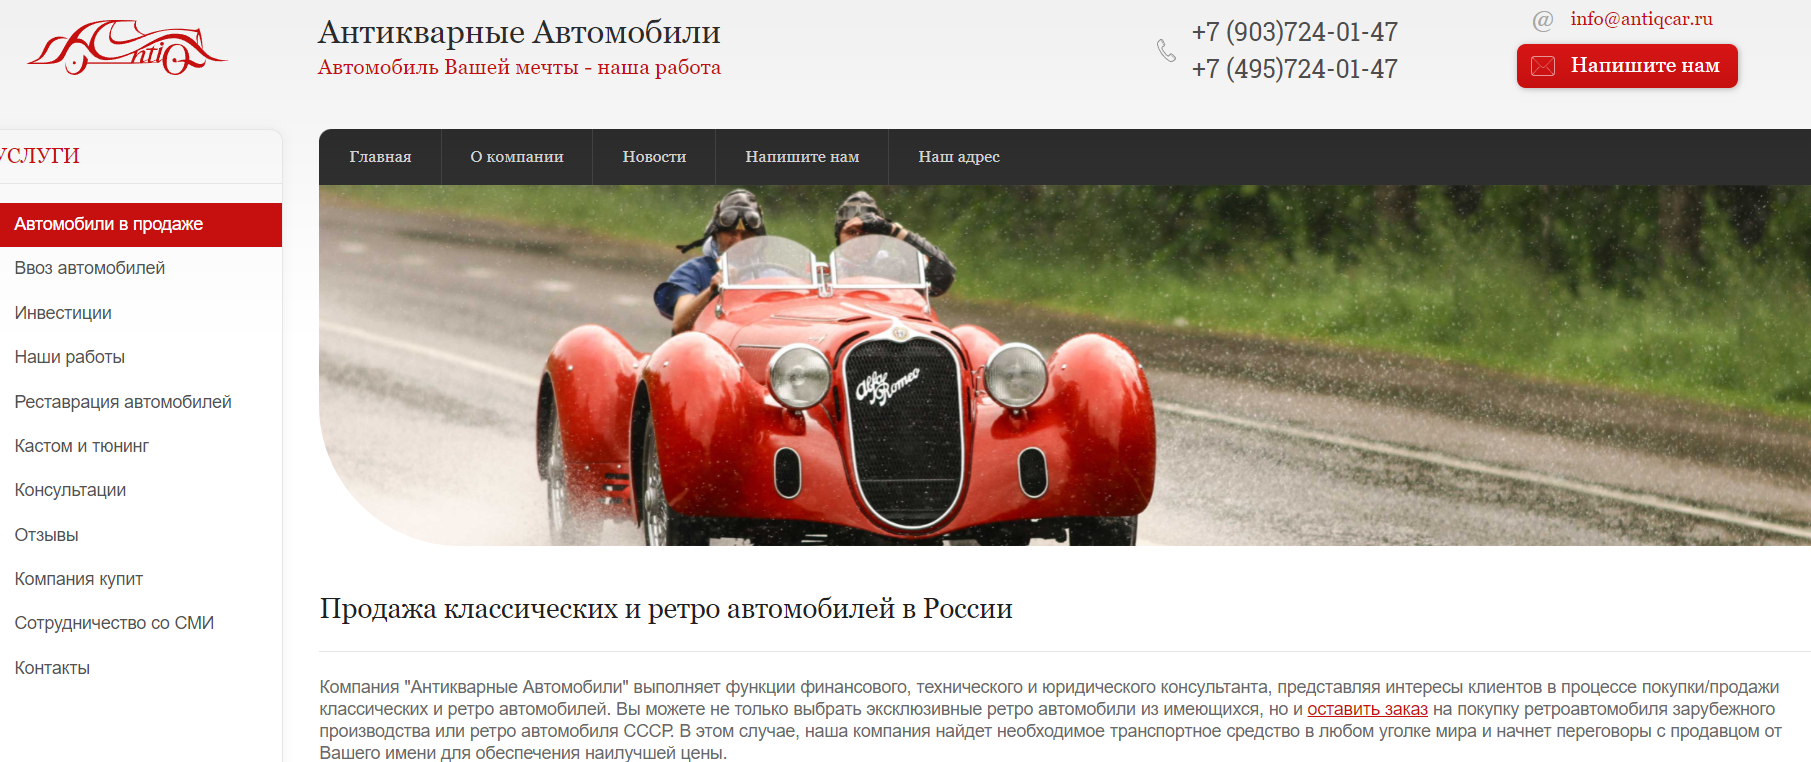 Antiq
Антикварные Автомобили
Автомобиль Вашей мечты - наша работа
+7 (903)724-01-47
+7 (495)724-01-47
@ info@antiqcar.ru
Напишите нам
УСЛУГИ
Главная О компании Новости Напишите нам Наш адрес
Автомобили в продаже
Ввоз автомобилей
Инвестиции
Наши работы
Реставрация автомобилей
Кастом и тюнинг
Консультации
Отзывы
Компания купит
Сотрудничество со СМИ
Контакты
Alfa
Romeo
Продажа классических и ретро автомобилей в России
Компания "Антикварные Автомобили" выполняет функции финансового, технического и юридического консультанта, представляя интересы клиентов в процессе покупки/продажи
классических и ретро автомобилей. Вы можете не только выбрать эксклюзивные ретро автомобили из имеющихся, но и оставить заказ на покупку ретроавтомобиля зарубежного
производства или ретро автомобиля СССР. В этом случае, наша компания найдет необходимое транспортное средство в любом уголке мира и начнет переговоры с продавцом от
Вашего имени для обеспечения наилучшей цены.